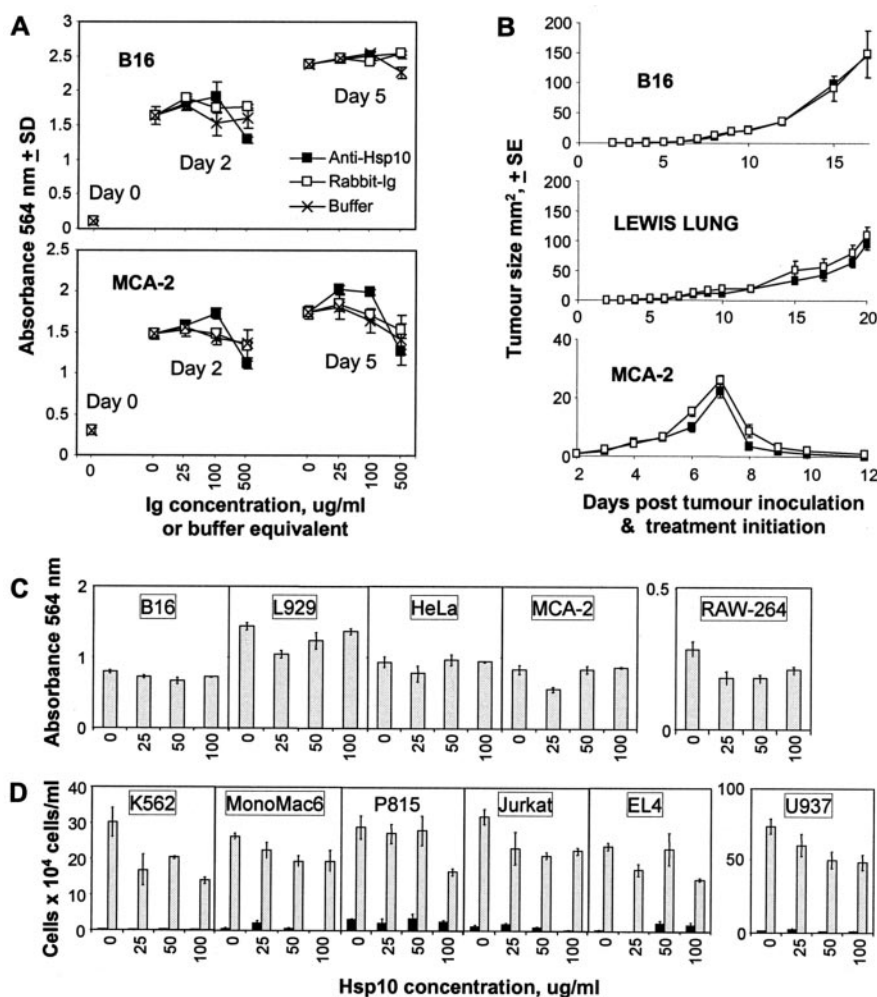 A
B16
Day 5
Day 2
Day 0
Anti-Hsp10
Rabbit-Ig
Buffer
3
2.5
2
1.5
1
0.5
0
MCA-2
Day 2
Day 5
Day 0
2.5
2
1.5
1
0.5
0
Absorbance 564 nm ± SD
0
0
25
100
500
0
25
100
500
Ig concentration, ug/ml
or buffer equivalent
B
B16
200
150
100
50
0
0 5 10 15
LEWIS LUNG
200
150
100
50
0
0 5 10 15 20
MCA-2
40
20
0
2 4 6 8 10 12
Tumour size mm², ± SE
Days post tumour inoculation
& treatment initiation
C
Absorbance 564 nm
2
1
0
B16
L929
HeLa
MCA-2
0.5
0
RAW-264
0 25 50 100
0 25 50 100
0 25 50 100
0 25 50 100
0 25 50 100
D
Cells x 10⁴ cells/ml
40
30
20
10
0
K562
MonoMac6
P815
Jurkat
EL4
100
50
0
U937
0 25 50 100
0 25 50 100
0 25 50 100
0 25 50 100
0 25 50 100
0 25 50 100
Hsp10 concentration, ug/ml